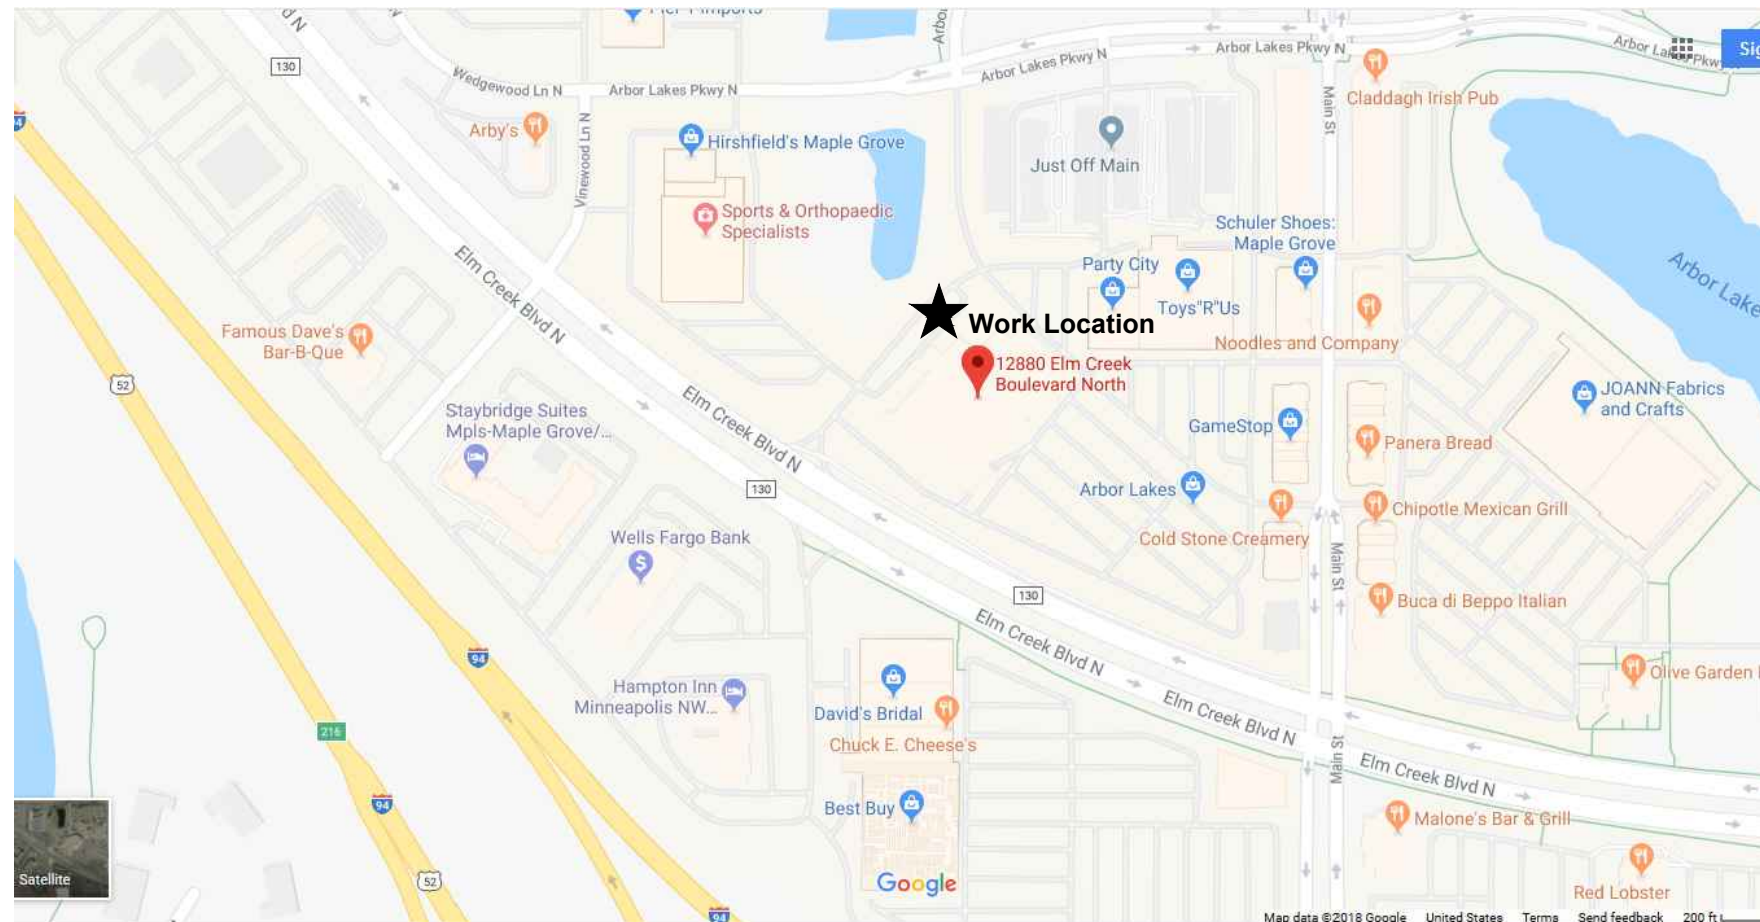 Pier 1 Imports
130
Wedgewood Ln N
Arbor Lakes Pkwy N
Arbor Lakes Pkwy N
Arbor Lakes Pkwy N
Main St
Claddagh Irish Pub
Arby's
Vinewood Ln N
Hirshfield's Maple Grove
Just Off Main
Sports & Orthopaedic
Specialists
Schuler Shoes:
Maple Grove
Party City
Toys"R"Us
Arbor Lake
Elm Creek Blvd N
Work Location
Famous Dave's
Bar-B-Que
Noodles and Company
12880 Elm Creek
Boulevard North
52
JOANN Fabrics
and Crafts
Elm Creek Blvd N
Staybridge Suites
Mpls-Maple Grove/...
GameStop
Panera Bread
130
Arbor Lakes
Chipotle Mexican Grill
Cold Stone Creamery
Wells Fargo Bank
Main St
130
Buca di Beppo Italian
Elm Creek Blvd N
94
Olive Garden
Hampton Inn
Minneapolis NW...
David's Bridal
Elm Creek Blvd N
216
Chuck E. Cheese's
Main St
Elm Creek Blvd N
94
Best Buy
Malone's Bar & Grill
Satellite
52
Google
Red Lobster
94
Map data ©2018 Google United States Terms Send feedback 200 ft